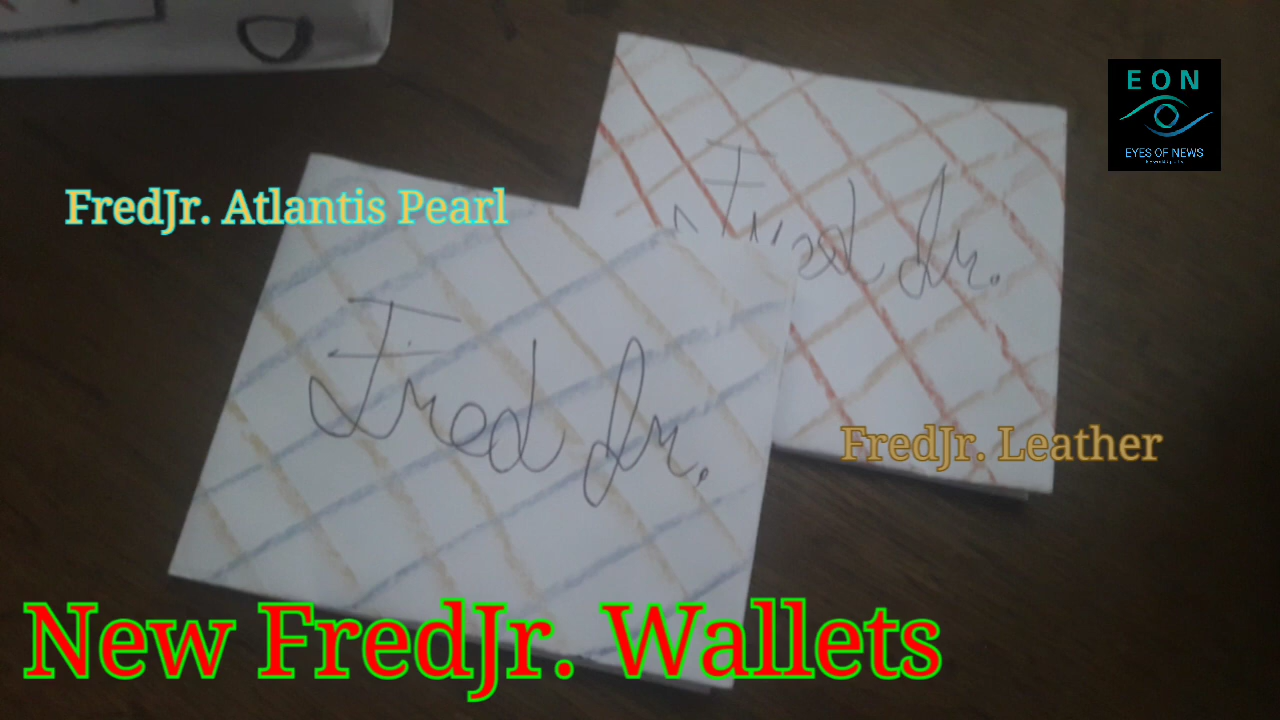 EON
EYES OF NEWS
FredJr. Atlantis Pearl
Fred Jr.
Fred Jr.
FredJr. Leather
New FredJr. Wallets